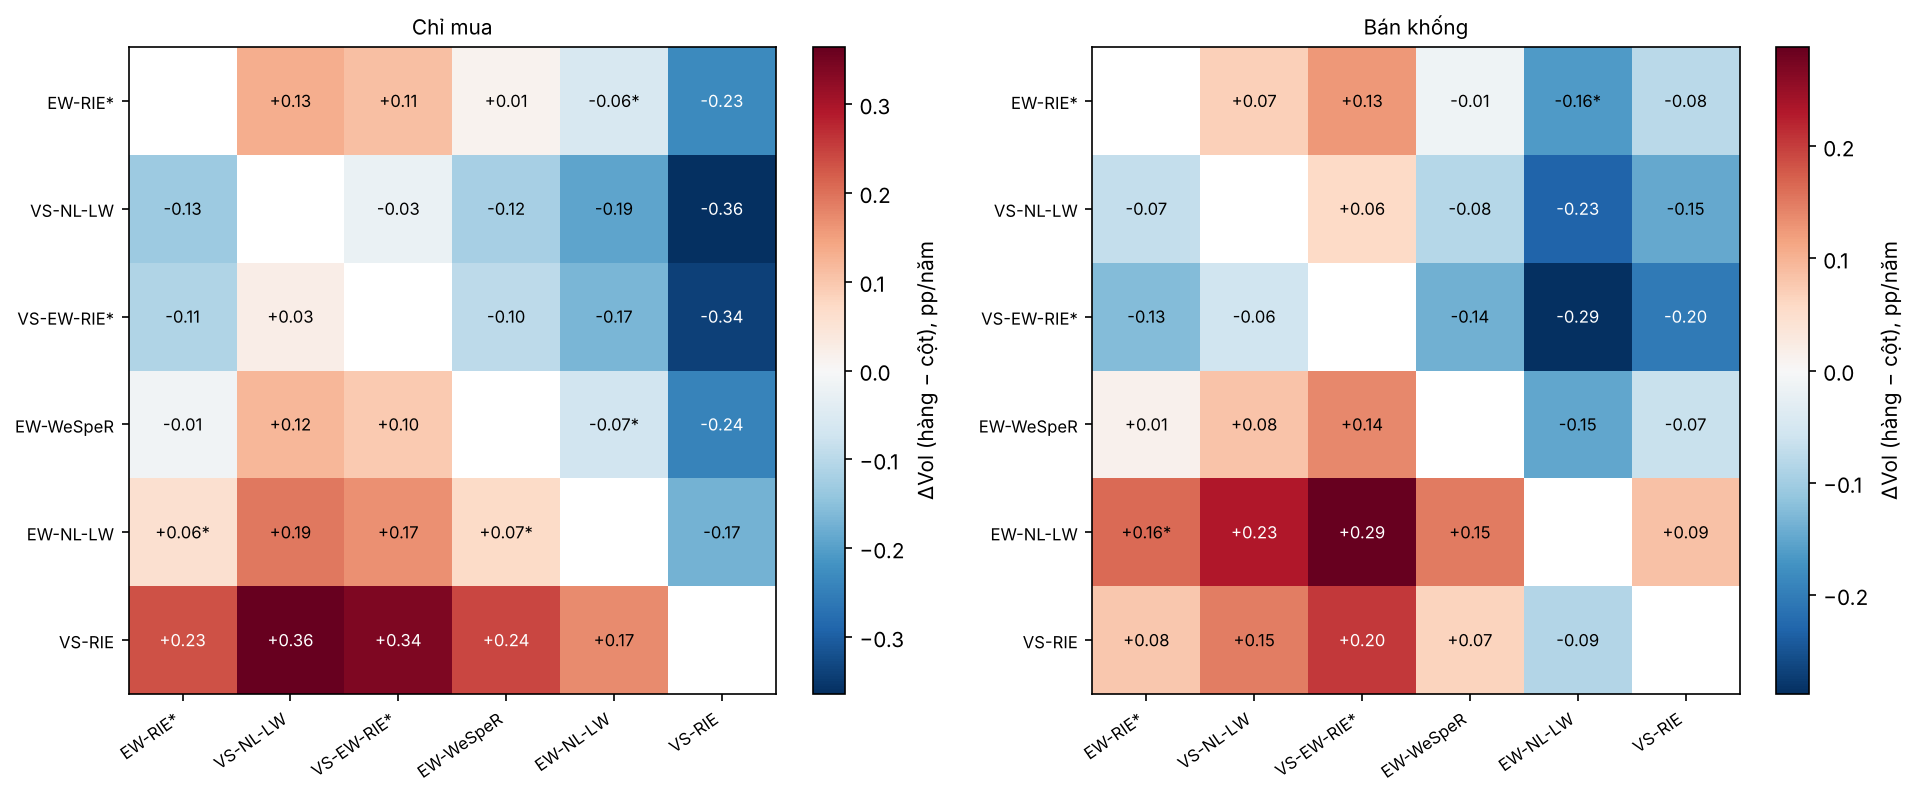 Chỉ mua
EW-RIE* +0.13 +0.11 +0.01 -0.06* -0.23
VS-NL-LW -0.13 -0.03 -0.12 -0.19 -0.36
VS-EW-RIE* -0.11 +0.03 -0.10 -0.17 -0.34
EW-WeSpeR -0.01 +0.12 +0.10 -0.07* -0.24
EW-NL-LW +0.06* +0.19 +0.17 +0.07* -0.17
VS-RIE +0.23 +0.36 +0.34 +0.24 +0.17
EW-RIE* VS-NL-LW VS-EW-RIE* EW-WeSpeR EW-NL-LW VS-RIE
0.3
0.2
0.1
0.0
−0.1
−0.2
−0.3
ΔVol (hàng − cột), pp/năm
Bán khống
EW-RIE* +0.07 +0.13 -0.01 -0.16* -0.08
VS-NL-LW -0.07 +0.06 -0.08 -0.23 -0.15
VS-EW-RIE* -0.13 -0.06 -0.14 -0.29 -0.20
EW-WeSpeR +0.01 +0.08 +0.14 -0.15 -0.07
EW-NL-LW +0.16* +0.23 +0.29 +0.15 +0.09
VS-RIE +0.08 +0.15 +0.20 +0.07 -0.09
EW-RIE* VS-NL-LW VS-EW-RIE* EW-WeSpeR EW-NL-LW VS-RIE
0.2
0.1
0.0
−0.1
−0.2
ΔVol (hàng − cột), pp/năm